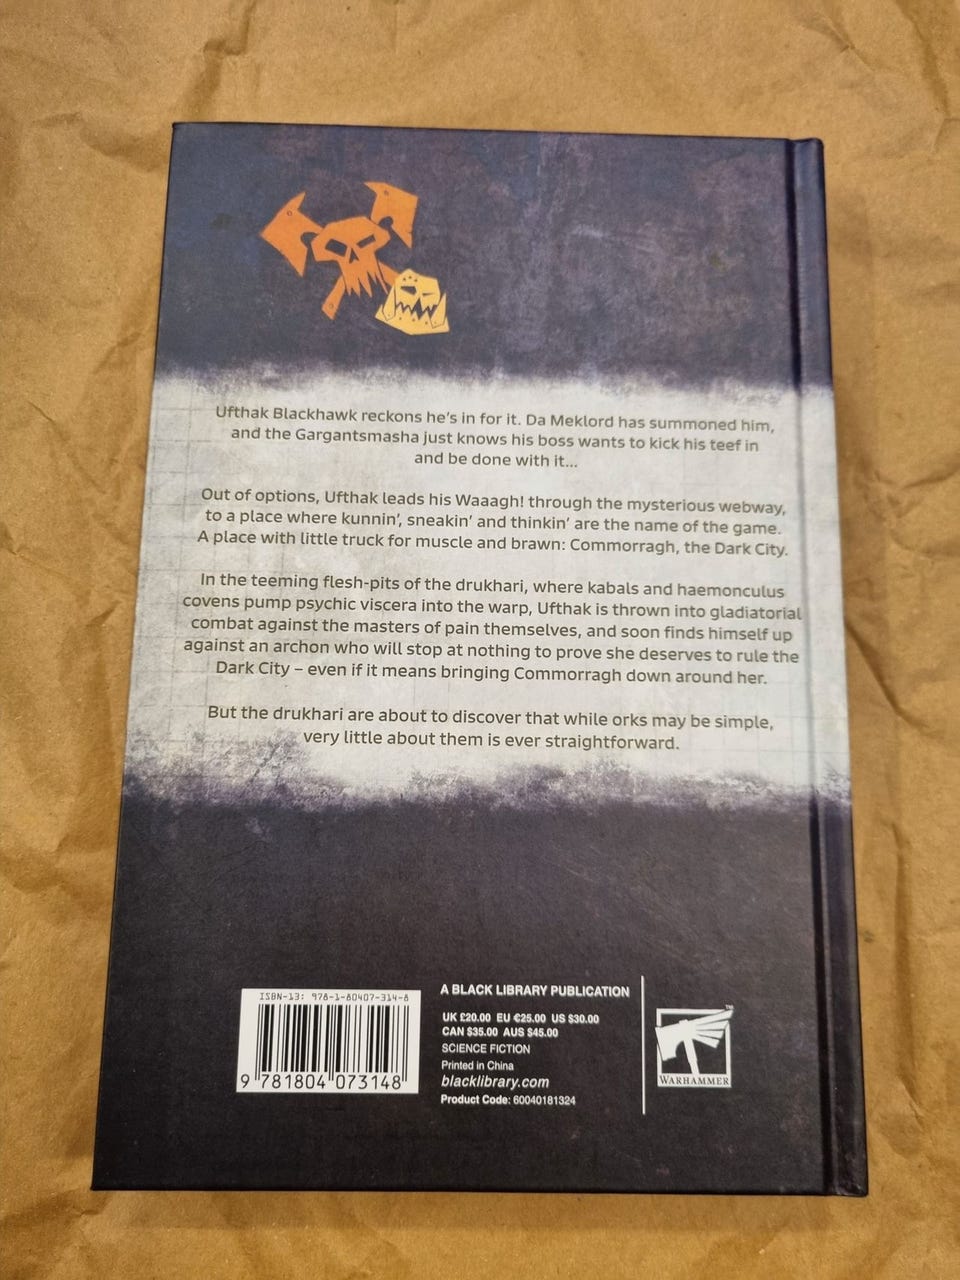 Ufthak Blackhawk reckons he's in for it. Da Meklord has summoned him,
and the Gargantsmasha just knows his boss wants to kick his teef in
and be done with it...
Out of options, Ufthak leads his Waaagh! through the mysterious webway,
to a place where kunnin', sneakin' and thinkin' are the name of the game.
A place with little truck for muscle and brawn: Commorragh, the Dark City.
In the teeming flesh-pits of the drukhari, where kabals and haemonculus
covens pump psychic viscera into the warp, Ufthak is thrown into gladiatorial
combat against the masters of pain themselves, and soon finds himself up
against an archon who will stop at nothing to prove she deserves to rule the
Dark City – even if it means bringing Commorragh down around her.
But the drukhari are about to discover that while orks may be simple,
very little about them is ever straightforward.
ISBN-13: 978-1-80407-314-8
9 781804 073148
A BLACK LIBRARY PUBLICATION
UK £20.00 EU €25.00 US $30.00
CAN $35.00 AUS $45.00
SCIENCE FICTION
Printed in China
blacklibrary.com
Product Code: 60040181324
TM
WARHAMMER